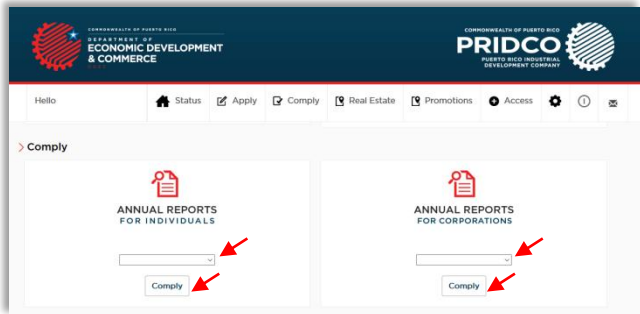 COMMONWEALTH OF PUERTO RICO
DEPARTMENT OF
ECONOMIC DEVELOPMENT
& COMMERCE
COMMONWEALTH OF PUERTO RICO
PRIDCO
PUERTO RICO INDUSTRIAL
DEVELOPMENT COMPANY
Hello Status Apply Comply Real Estate Promotions Access
Comply
ANNUAL REPORTS
FOR INDIVIDUALS
Comply
ANNUAL REPORTS
FOR CORPORATIONS
Comply